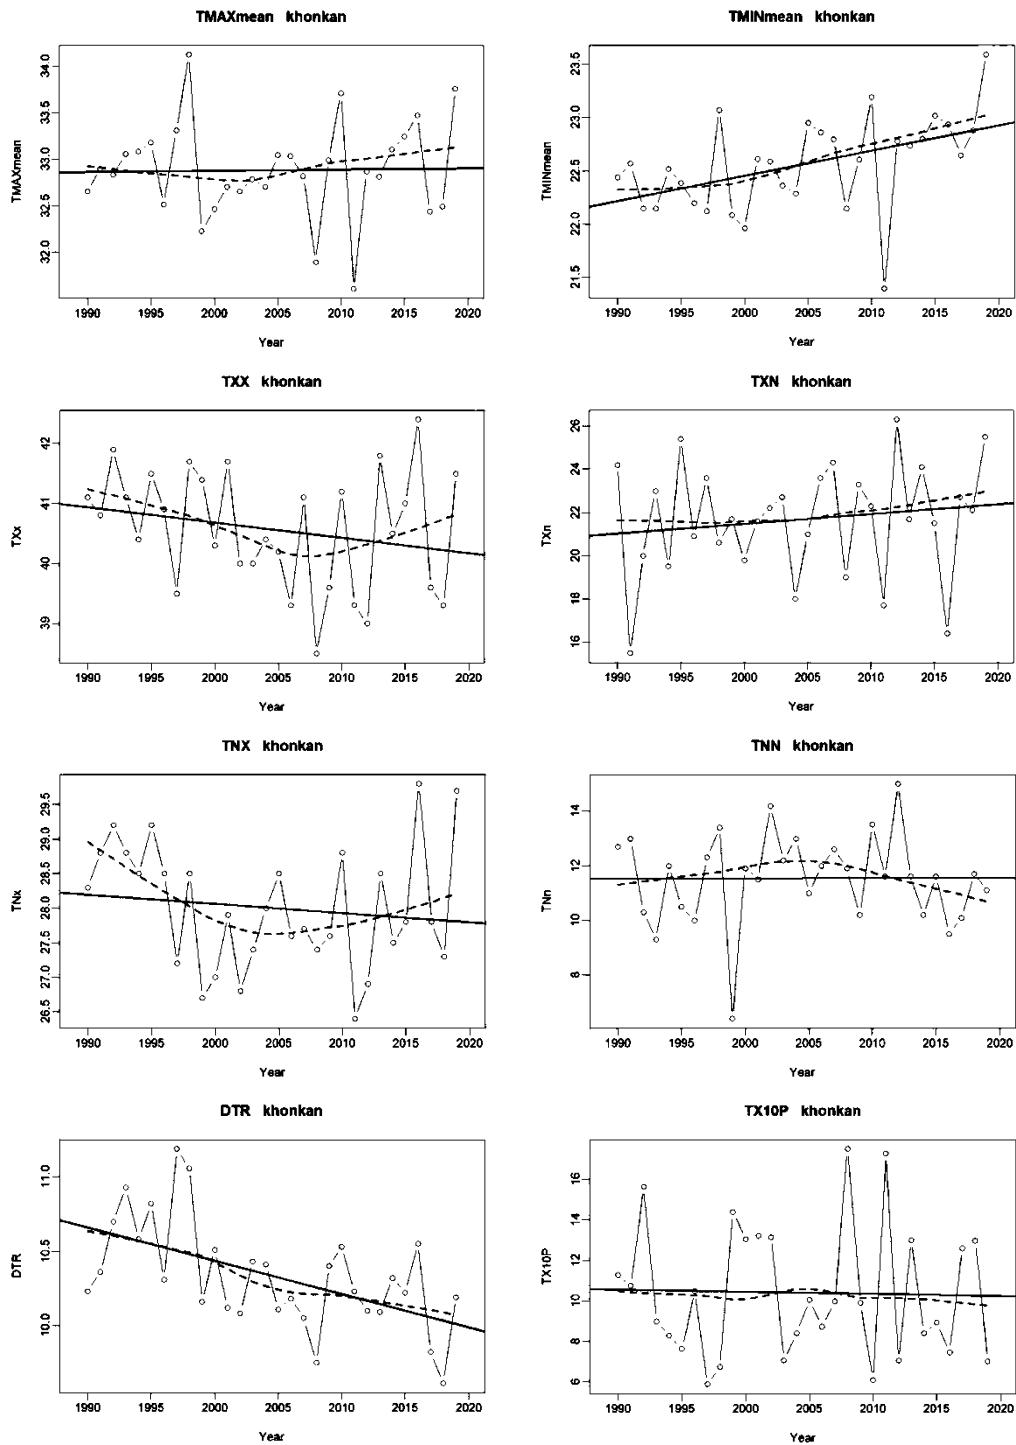 TMAXmean khonkan
TMAXmean
34.0
33.5
33.0
32.5
32.0
1990 1995 2000 2005 2010 2015 2020
Year
TMINmean khonkan
TMINmean
23.5
23.0
22.5
22.0
21.5
1990 1995 2000 2005 2010 2015 2020
Year
TXX khonkan
TXx
42
41
40
39
1990 1995 2000 2005 2010 2015 2020
Year
TXN khonkan
TXn
26
24
22
20
18
16
1990 1995 2000 2005 2010 2015 2020
Year
TNX khonkan
TNx
29.5
29.0
28.5
28.0
27.5
27.0
26.5
1990 1995 2000 2005 2010 2015 2020
Year
TNN khonkan
TNn
14
12
10
8
1990 1995 2000 2005 2010 2015 2020
Year
DTR khonkan
DTR
11.0
10.5
10.0
1990 1995 2000 2005 2010 2015 2020
Year
TX10P khonkan
TX10P
16
14
12
10
8
6
1990 1995 2000 2005 2010 2015 2020
Year